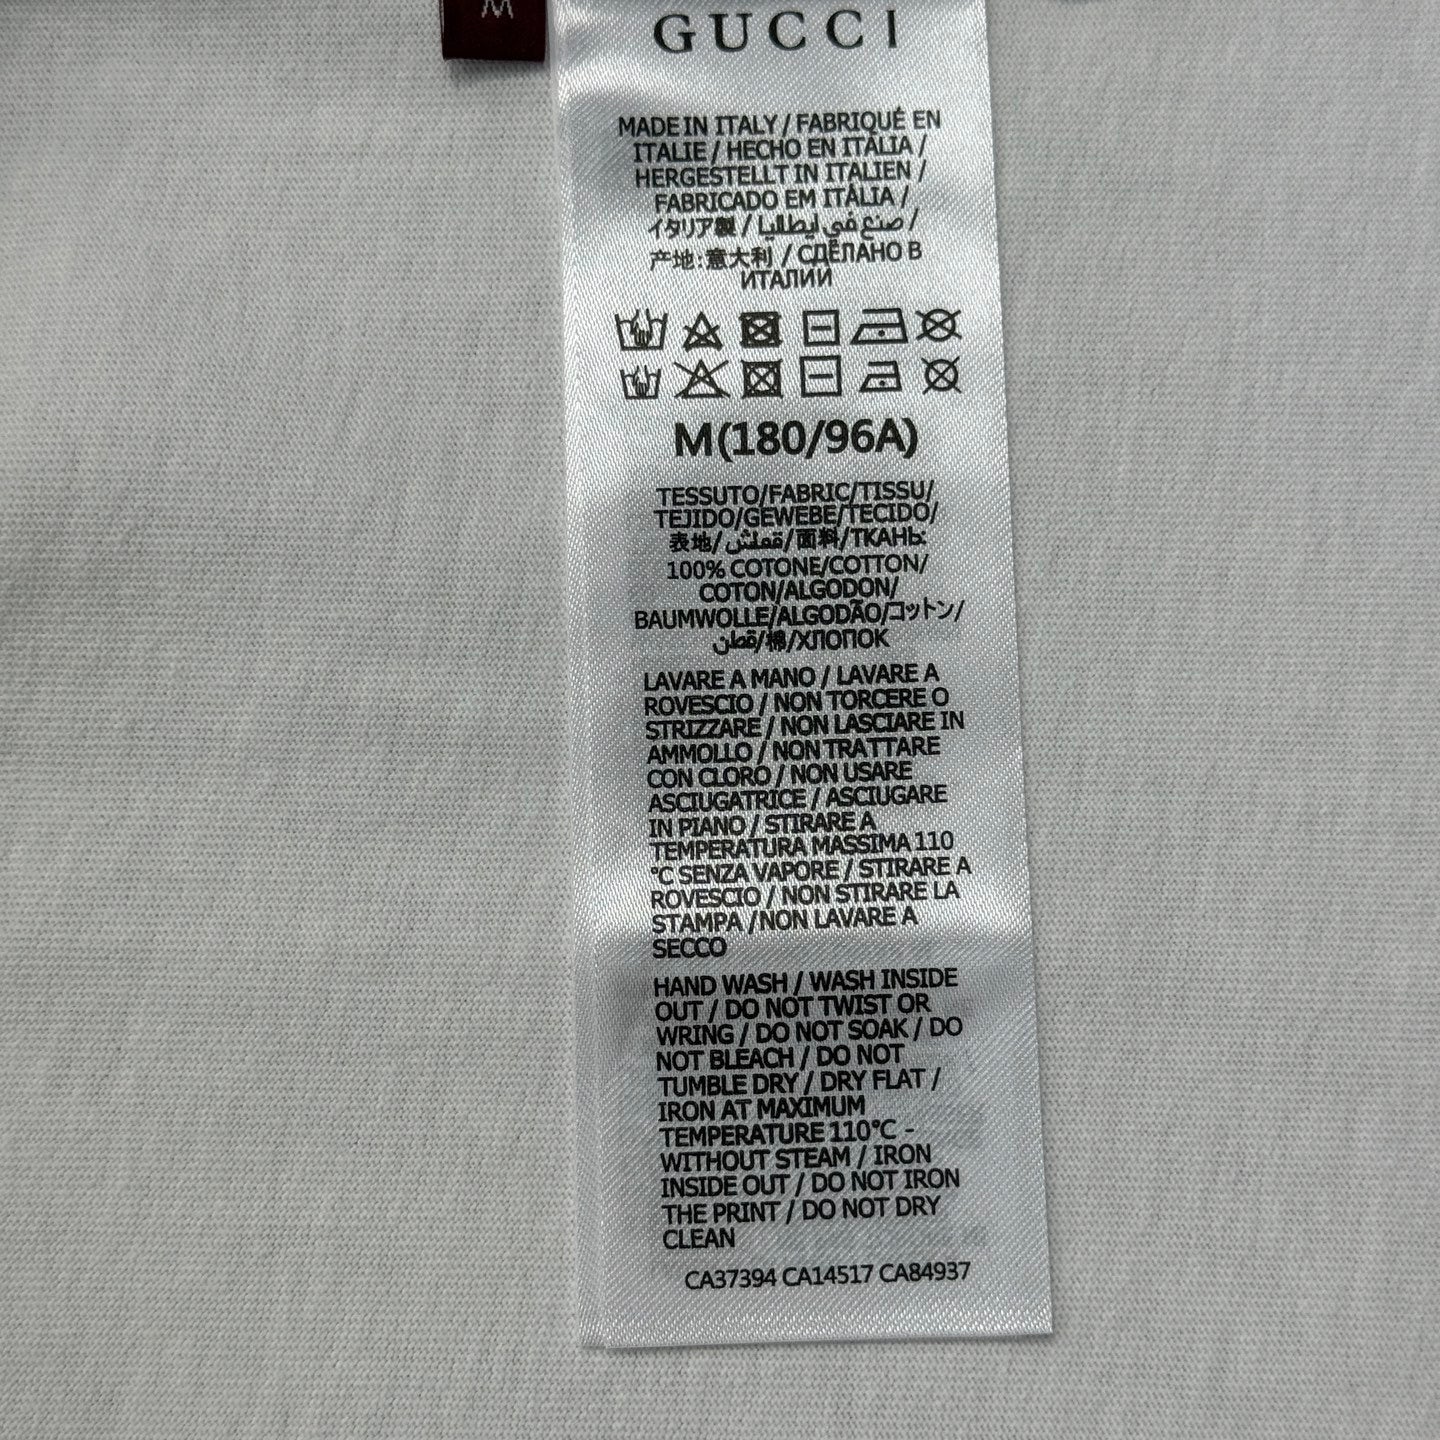 M
GUCCI
MADE IN ITALY / FABRIQUÉ EN
ITALIE / HECHO EN ITALIA /
HERGESTELLT IN ITALIEN /
FABRICADO EM ITÁLIA /
イタリア製 / صنع في إيطاليا /
产地:意大利 / СДЕЛАНО В
ИТАЛИИ
M(180/96A)
TESSUTO/FABRIC/TISSU/
TEJIDO/GEWEBE/TECIDO/
表地/قملش/面料/ТКАНЬ:
100% COTONE/COTTON/
COTON/ALGODON/
BAUMWOLLE/ALGODÃO/コットン/
قطن/棉/ХЛОПОК
LAVARE A MANO / LAVARE A
ROVESCIO / NON TORCERE O
STRIZZARE / NON LASCIARE IN
AMMOLLO / NON TRATTARE
CON CLORO / NON USARE
ASCIUGATRICE / ASCIUGARE
IN PIANO / STIRARE A
TEMPERATURA MASSIMA 110
°C SENZA VAPORE / STIRARE A
ROVESCIO / NON STIRARE LA
STAMPA /NON LAVARE A
SECCO
HAND WASH / WASH INSIDE
OUT / DO NOT TWIST OR
WRING / DO NOT SOAK / DO
NOT BLEACH / DO NOT
TUMBLE DRY / DRY FLAT /
IRON AT MAXIMUM
TEMPERATURE 110°C -
WITHOUT STEAM / IRON
INSIDE OUT / DO NOT IRON
THE PRINT / DO NOT DRY
CLEAN
CA37394 CA14517 CA84937